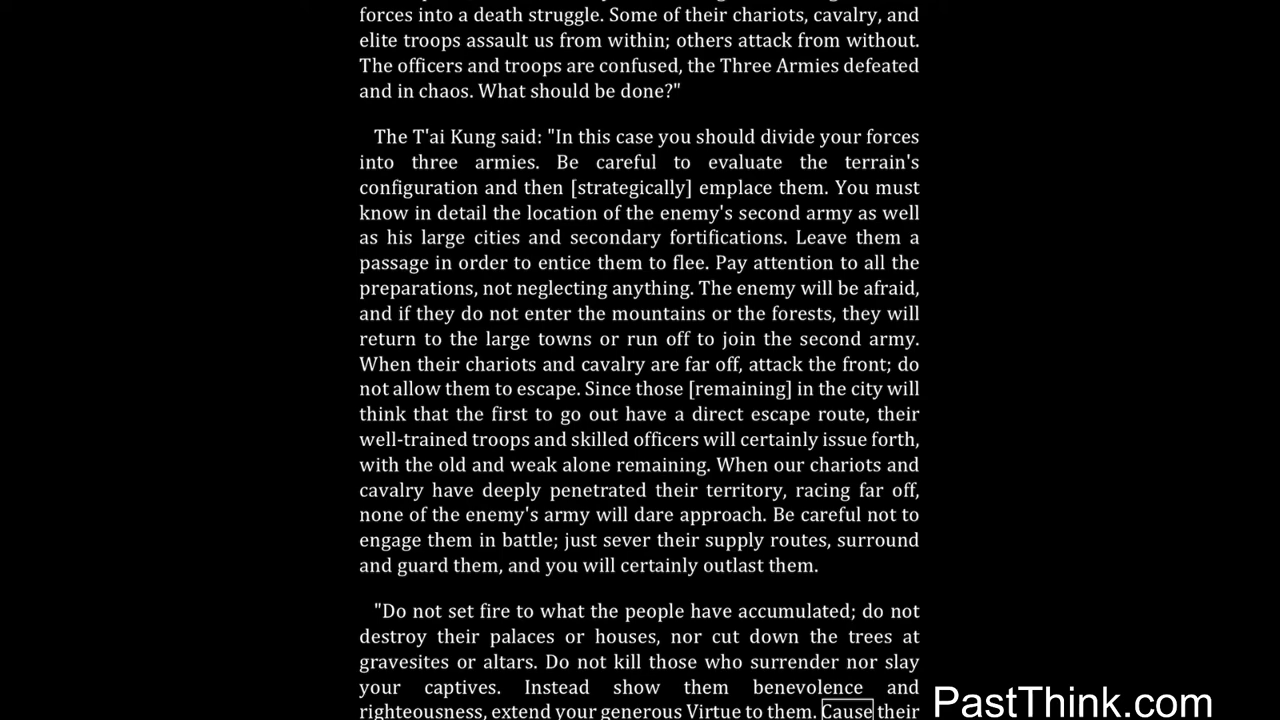 forces into a death struggle. Some of their chariots, cavalry, and
elite troops assault us from within; others attack from without.
The officers and troops are confused, the Three Armies defeated
and in chaos. What should be done?"
The T'ai Kung said: "In this case you should divide your forces
into three armies. Be careful to evaluate the terrain's
configuration and then [strategically] emplace them. You must
know in detail the location of the enemy's second army as well
as his large cities and secondary fortifications. Leave them a
passage in order to entice them to flee. Pay attention to all the
preparations, not neglecting anything. The enemy will be afraid,
and if they do not enter the mountains or the forests, they will
return to the large towns or run off to join the second army.
When their chariots and cavalry are far off, attack the front; do
not allow them to escape. Since those [remaining] in the city will
think that the first to go out have a direct escape route, their
well-trained troops and skilled officers will certainly issue forth,
with the old and weak alone remaining. When our chariots and
cavalry have deeply penetrated their territory, racing far off,
none of the enemy's army will dare approach. Be careful not to
engage them in battle; just sever their supply routes, surround
and guard them, and you will certainly outlast them.
"Do not set fire to what the people have accumulated; do not
destroy their palaces or houses, nor cut down the trees at
gravesites or altars. Do not kill those who surrender nor slay
your captives. Instead show them benevolence and
righteousness, extend your generous Virtue to them. Cause their
PastThink.com